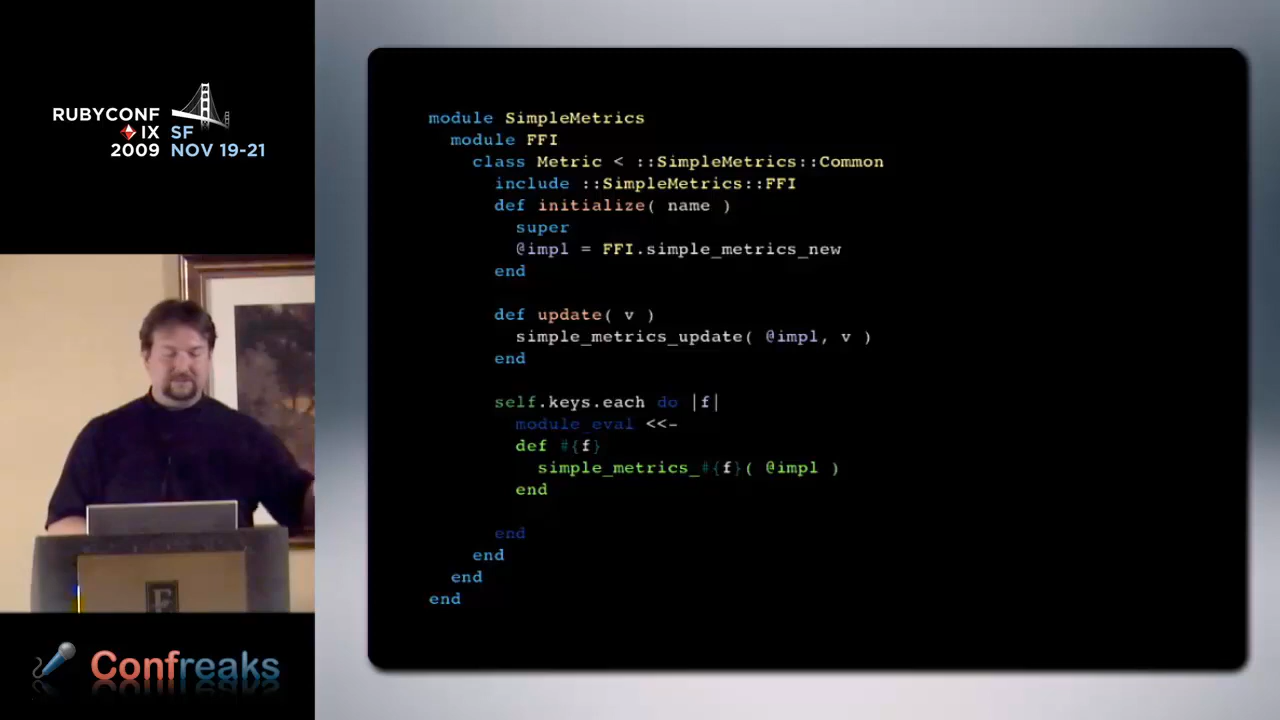 RUBYCONF
IX SF
2009 NOV 19-21
module SimpleMetrics
module FFI
class Metric < ::SimpleMetrics::Common
include ::SimpleMetrics::FFI
def initialize( name )
super
@impl = FFI.simple_metrics_new
end
def update( v )
simple_metrics_update( @impl, v )
end
self.keys.each do |f|
module_eval <<-
def #{f}
simple_metrics_#{f}( @impl )
end
end
end
end
end
Confreaks